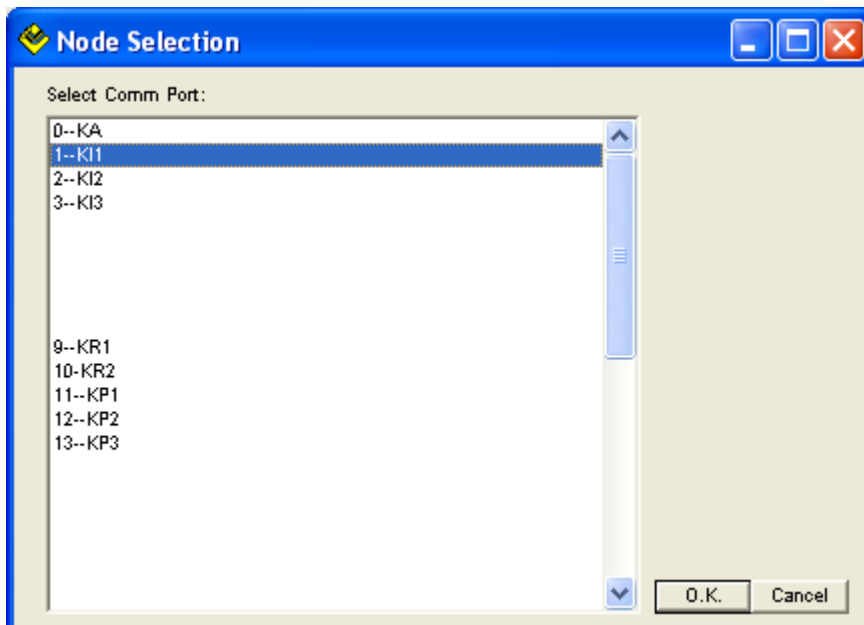 Node Selection
Select Comm Port:
0--KA
1--KI1
2--KI2
3--KI3
9--KR1
10-KR2
11--KP1
12--KP2
13--KP3
O.K. Cancel